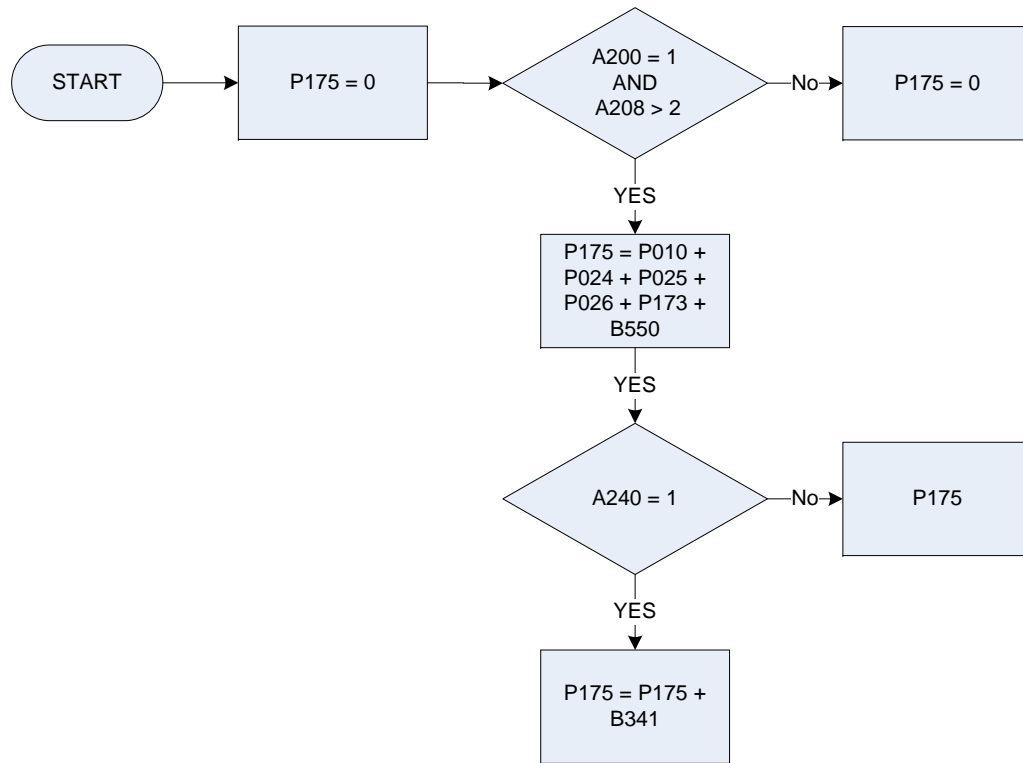 START
P175 = 0
A200 = 1
AND
A208 > 2
No
P175 = 0
YES
P175 = P010 +
P024 + P025 +
P026 + P173 +
B550
YES
A240 = 1
No
P175
YES
P175 = P175 +
B341